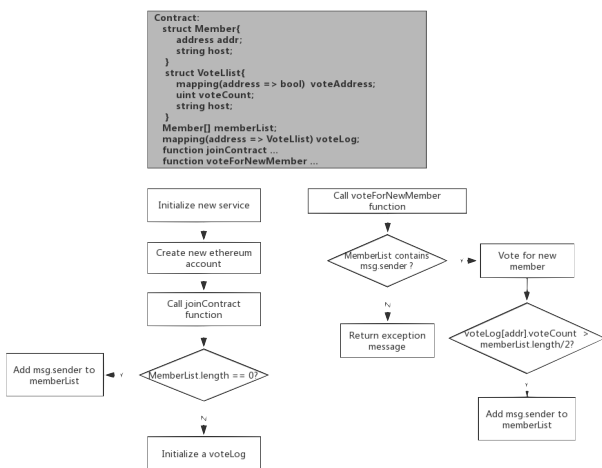 Contract:
struct Member{
address addr;
string host;
}
struct VoteLlist{
mapping(address => bool) voteAddress;
uint voteCount;
string host;
}
Member[] memberList;
mapping(address => VoteLlist) voteLog;
function joinContract ...
function voteForNewMember ...
Initialize new service
Create new ethereum
account
Call joinContract
function
MemberList.length == 0?
Y
Add msg.sender to
memberList
N
Initialize a voteLog
Call voteForNewMember
function
MemberList contains
msg.sender ?
Y
Vote for new
member
N
Return exception
message
voteLog[addr].voteCount >
memberList.length/2?
Y
Add msg.sender to
memberList